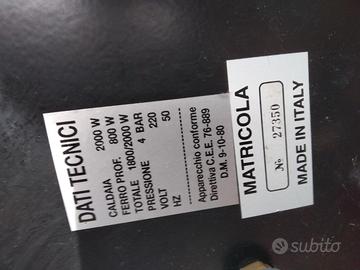 DATI TECNICI
CALDAIA 2000 W
FERRO PROF. 800 W
TOTALE 1800/2000 W
PRESSIONE 4 BAR
VOLT 220
HZ 50
Apparecchio conforme
Direttiva C.E.E. 76-889
D.M. 9-10-80
MATRICOLA
№ 27350
MADE IN ITALY
subito